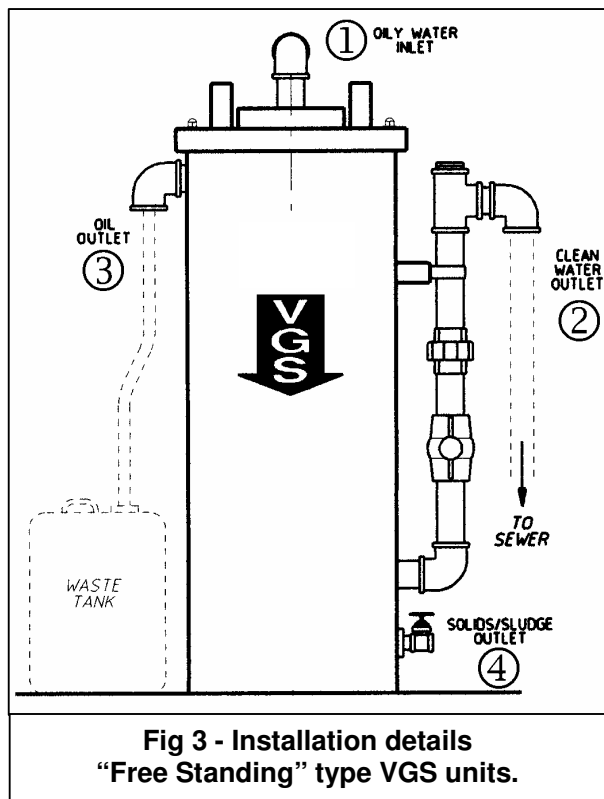 ① OILY WATER
INLET
OIL
OUTLET
③
CLEAN
WATER
OUTLET
②
VGS
TO
SEWER
WASTE
TANK
SOLIDS/SLUDGE
OUTLET
④
Fig 3 - Installation details
“Free Standing” type VGS units.